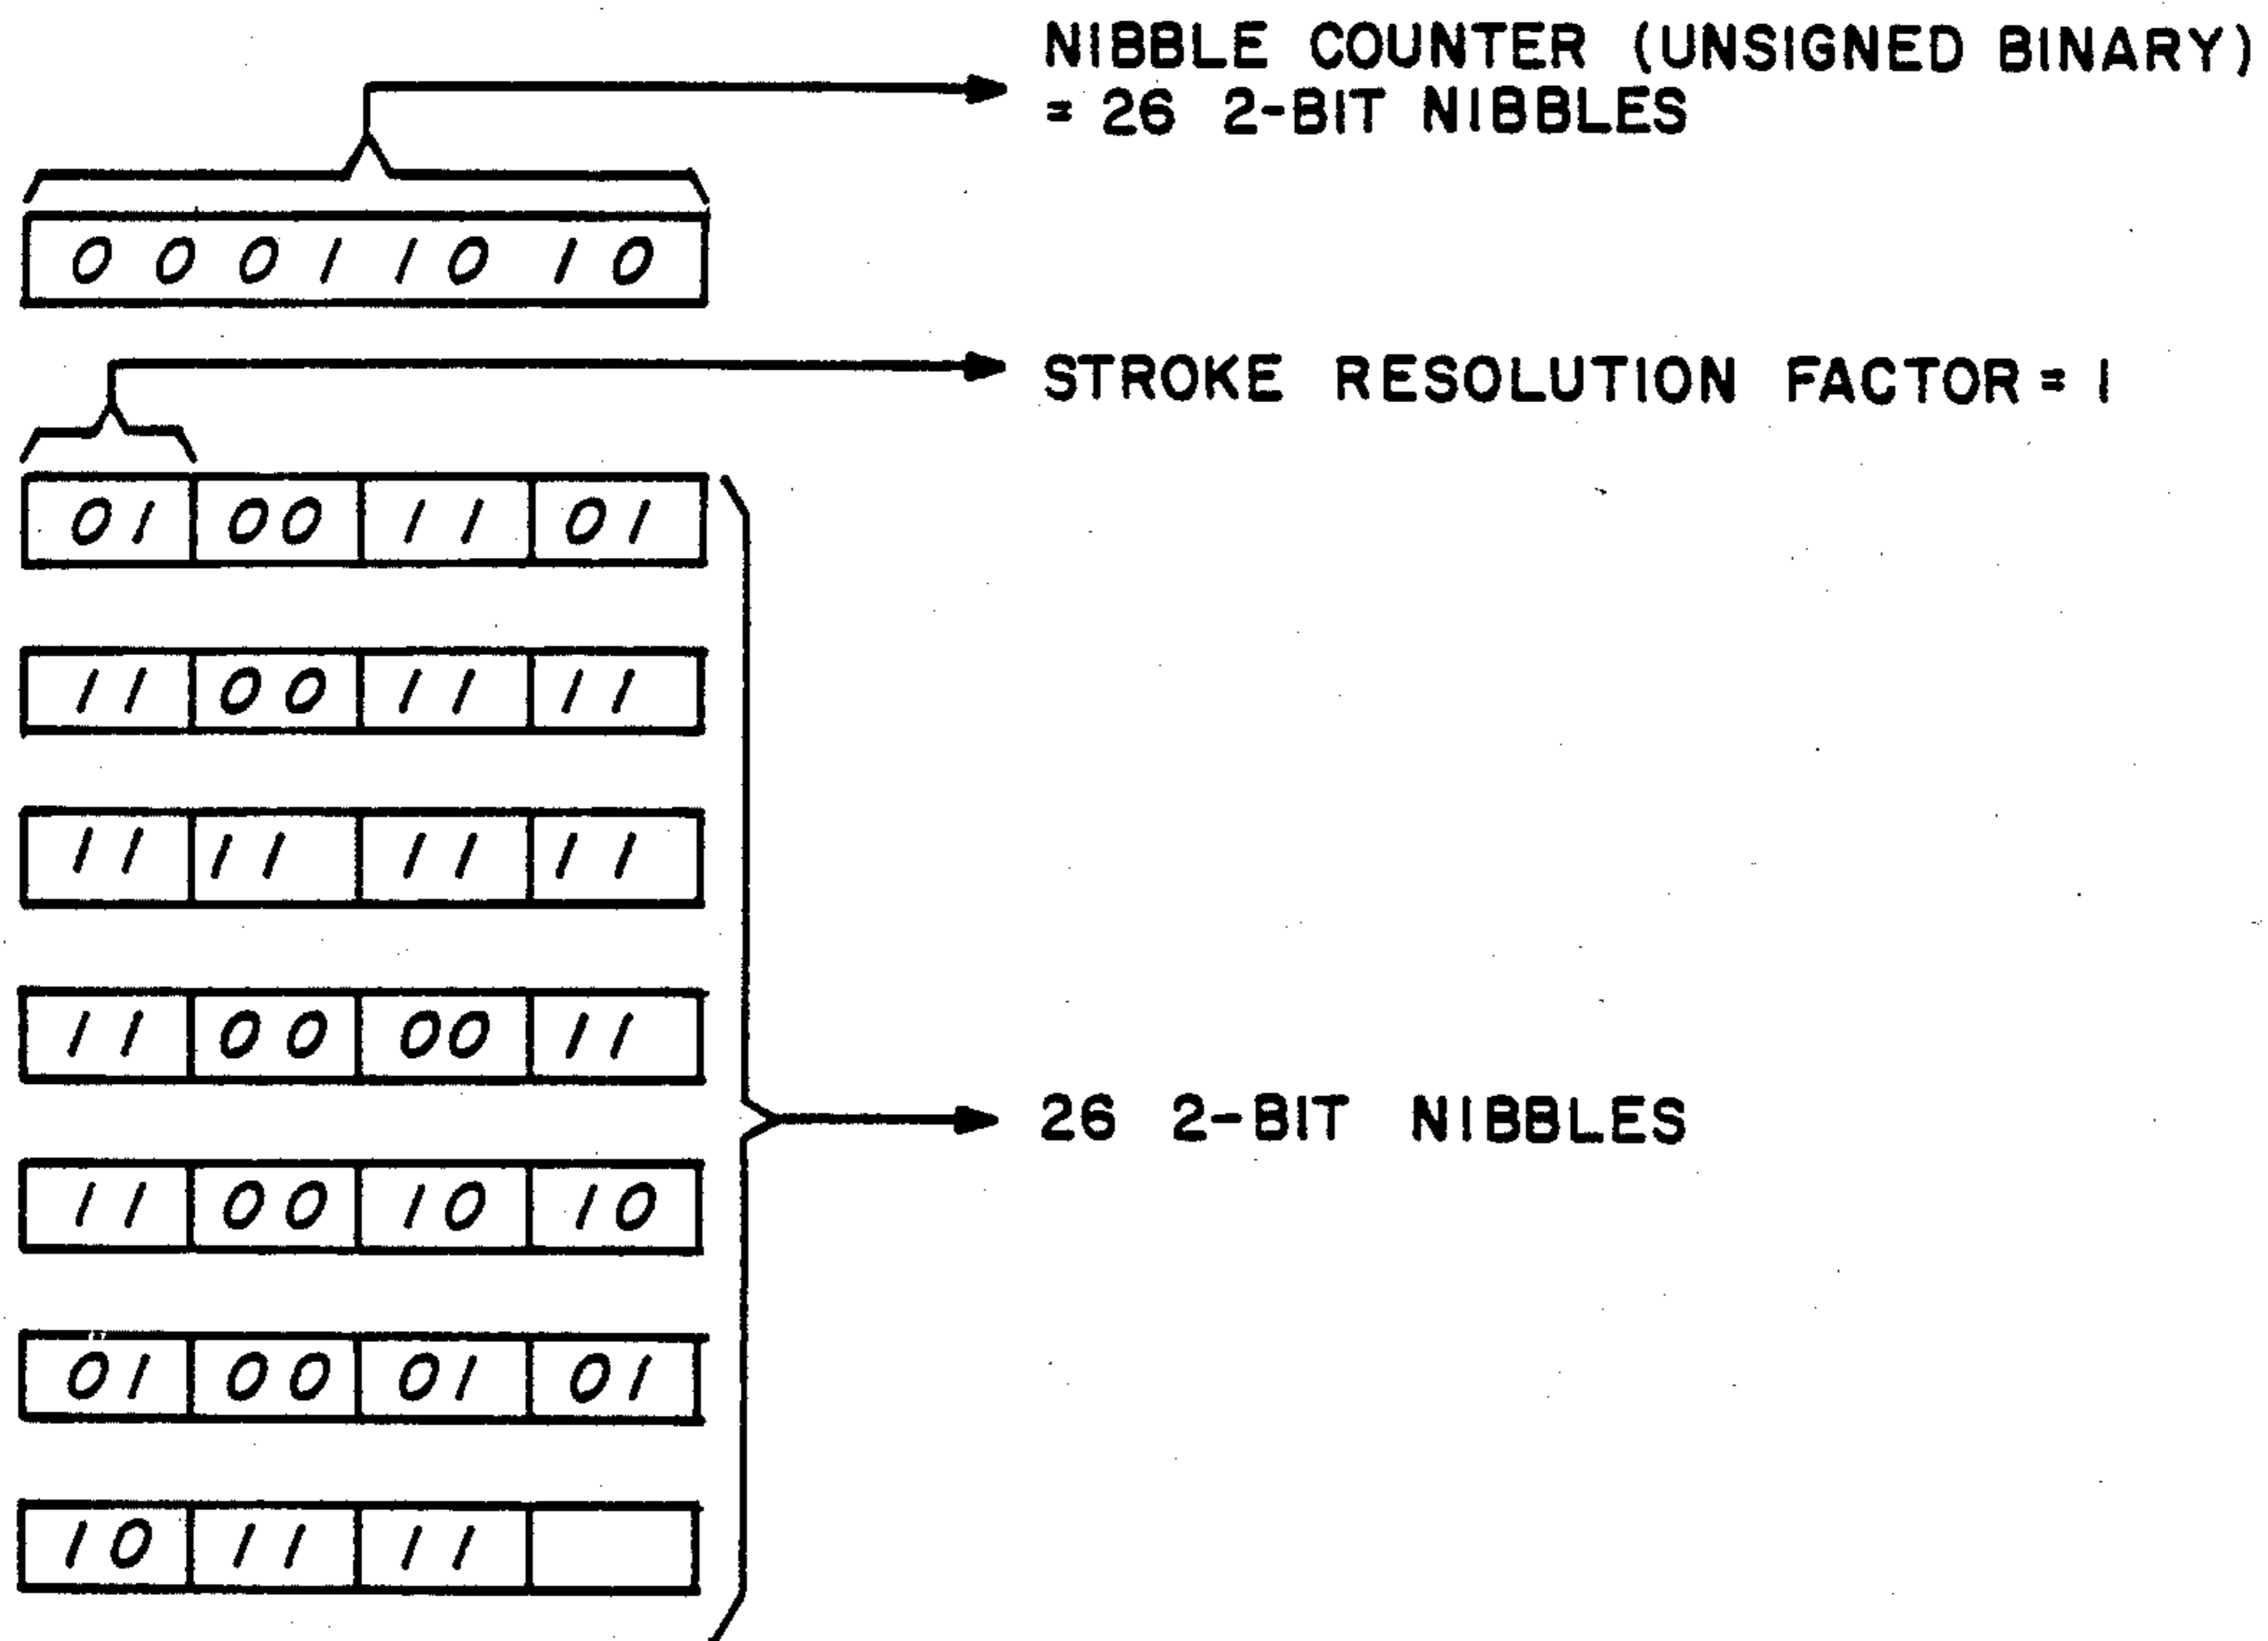 NIBBLE COUNTER (UNSIGNED BINARY)
= 26 2-BIT NIBBLES
0 0 0 1 1 0 1 0
STROKE RESOLUTION FACTOR = 1
01 00 11 01
11 00 11 11
11 11 11 11
11 00 00 11
26 2-BIT NIBBLES
11 00 10 10
01 00 01 01
10 11 11